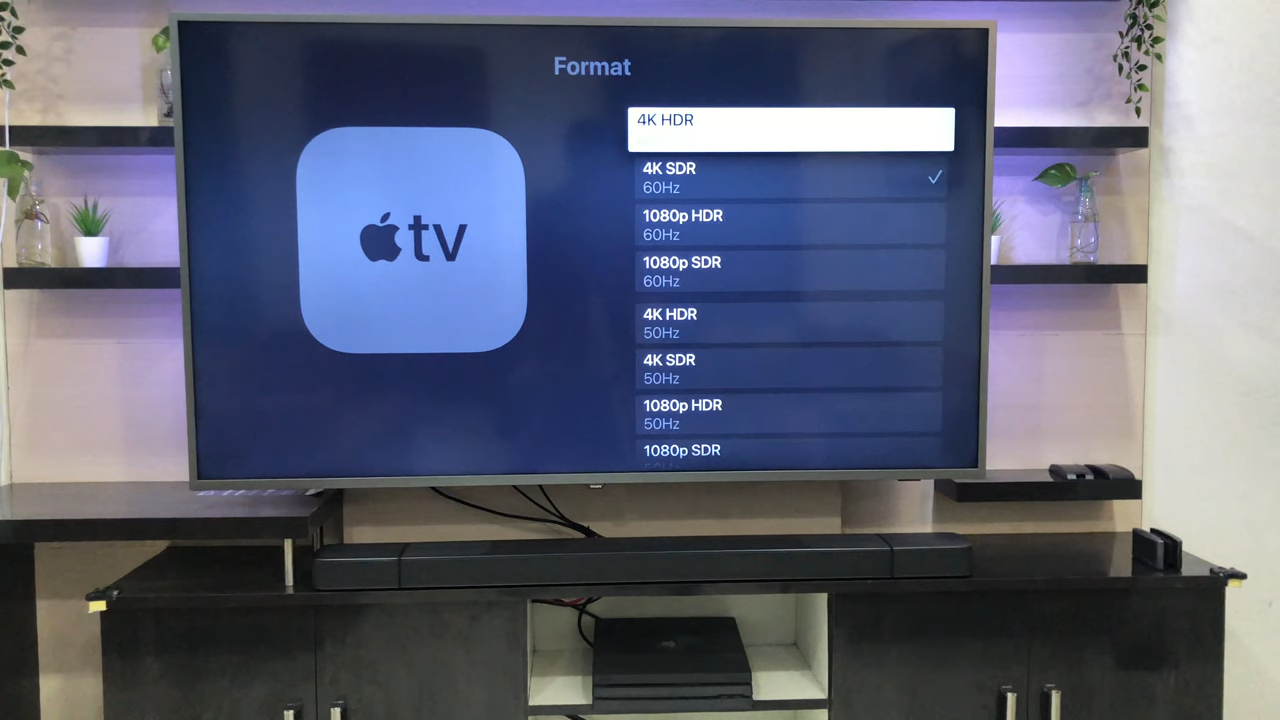 Format
4K HDR
4K SDR
60Hz
1080p HDR
60Hz
1080p SDR
60Hz
4K HDR
50Hz
4K SDR
50Hz
1080p HDR
50Hz
1080p SDR
tv